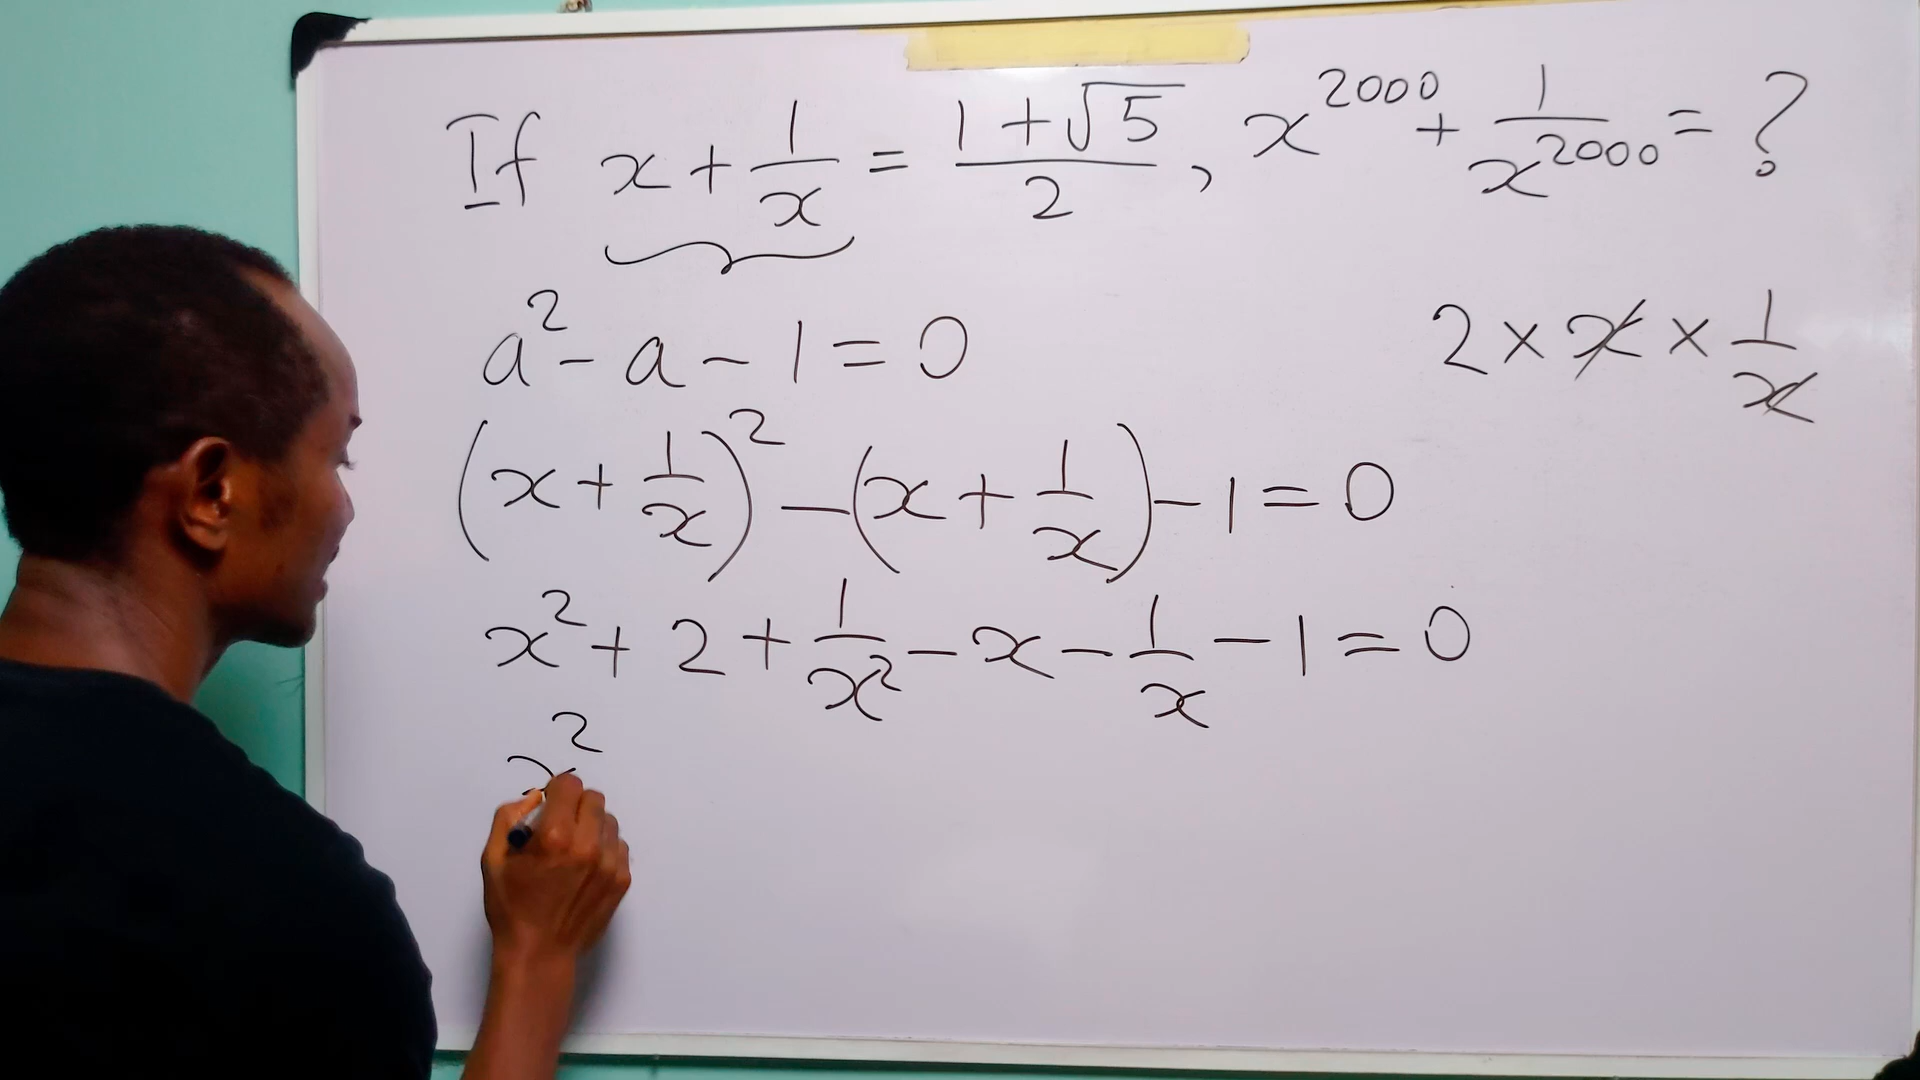 If x + 1/x = (1+√5)/2, x^2000 + 1/x^2000 = ?
a² - a - 1 = 0
2 × x × 1/x
(x + 1/x)² - (x + 1/x) - 1 = 0
x² + 2 + 1/x² - x - 1/x - 1 = 0
x²